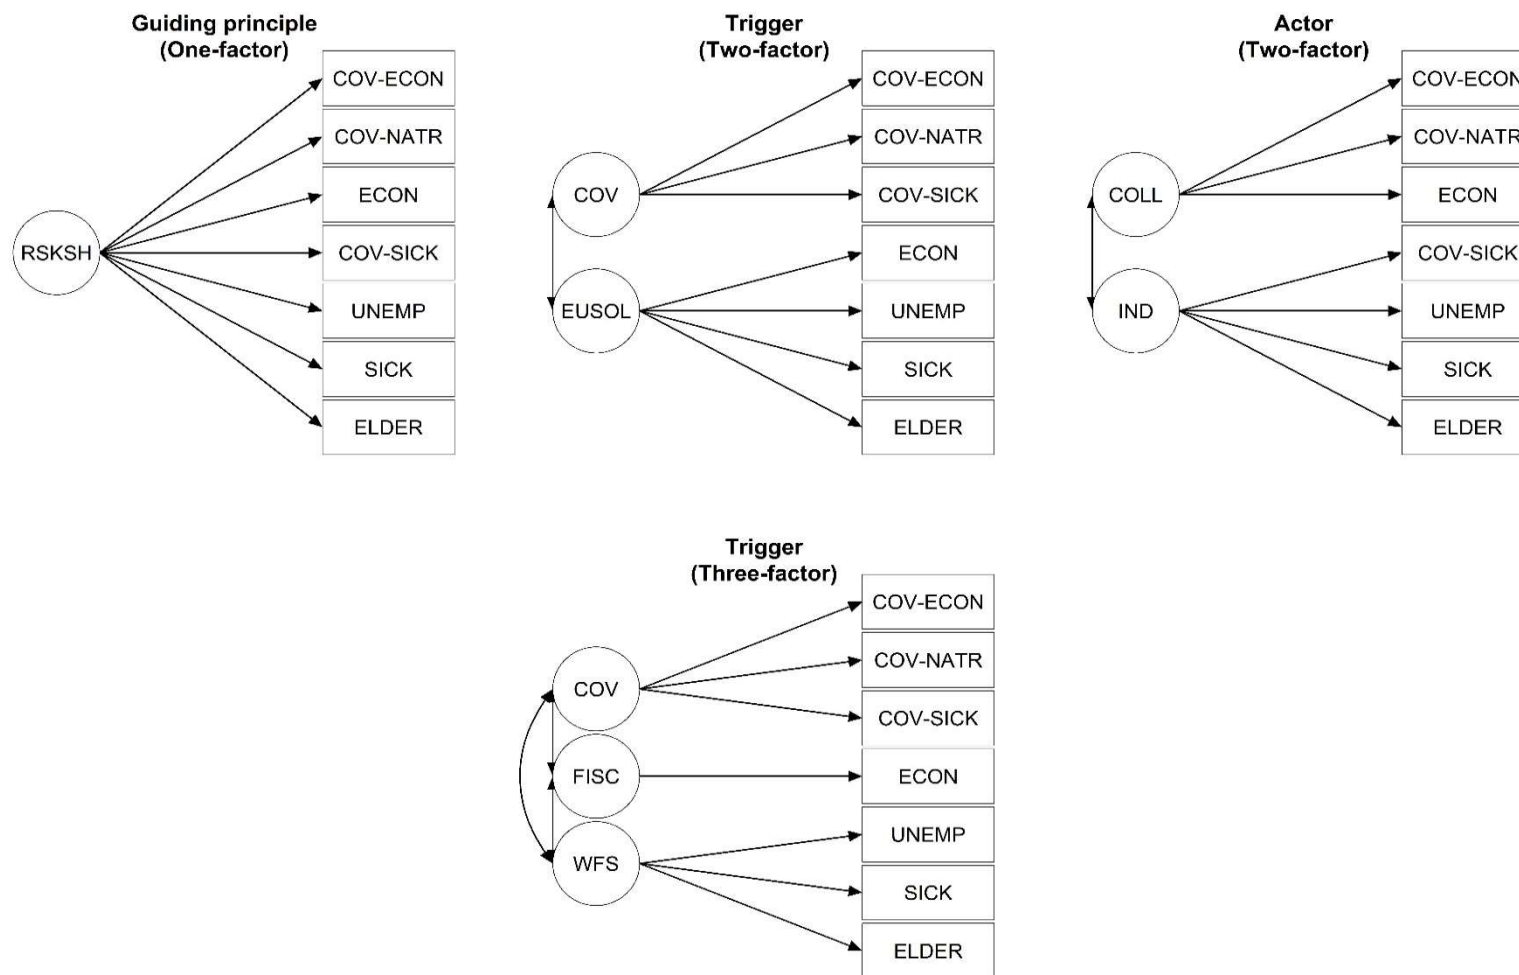 Guiding principle
(One-factor)
RSKSH
COV-ECON
COV-NATR
ECON
COV-SICK
UNEMP
SICK
ELDER
Trigger
(Two-factor)
COV
EUSOL
COV-ECON
COV-NATR
COV-SICK
ECON
UNEMP
SICK
ELDER
Actor
(Two-factor)
COLL
IND
COV-ECON
COV-NATR
ECON
COV-SICK
UNEMP
SICK
ELDER
Trigger
(Three-factor)
COV
FISC
WFS
COV-ECON
COV-NATR
COV-SICK
ECON
UNEMP
SICK
ELDER